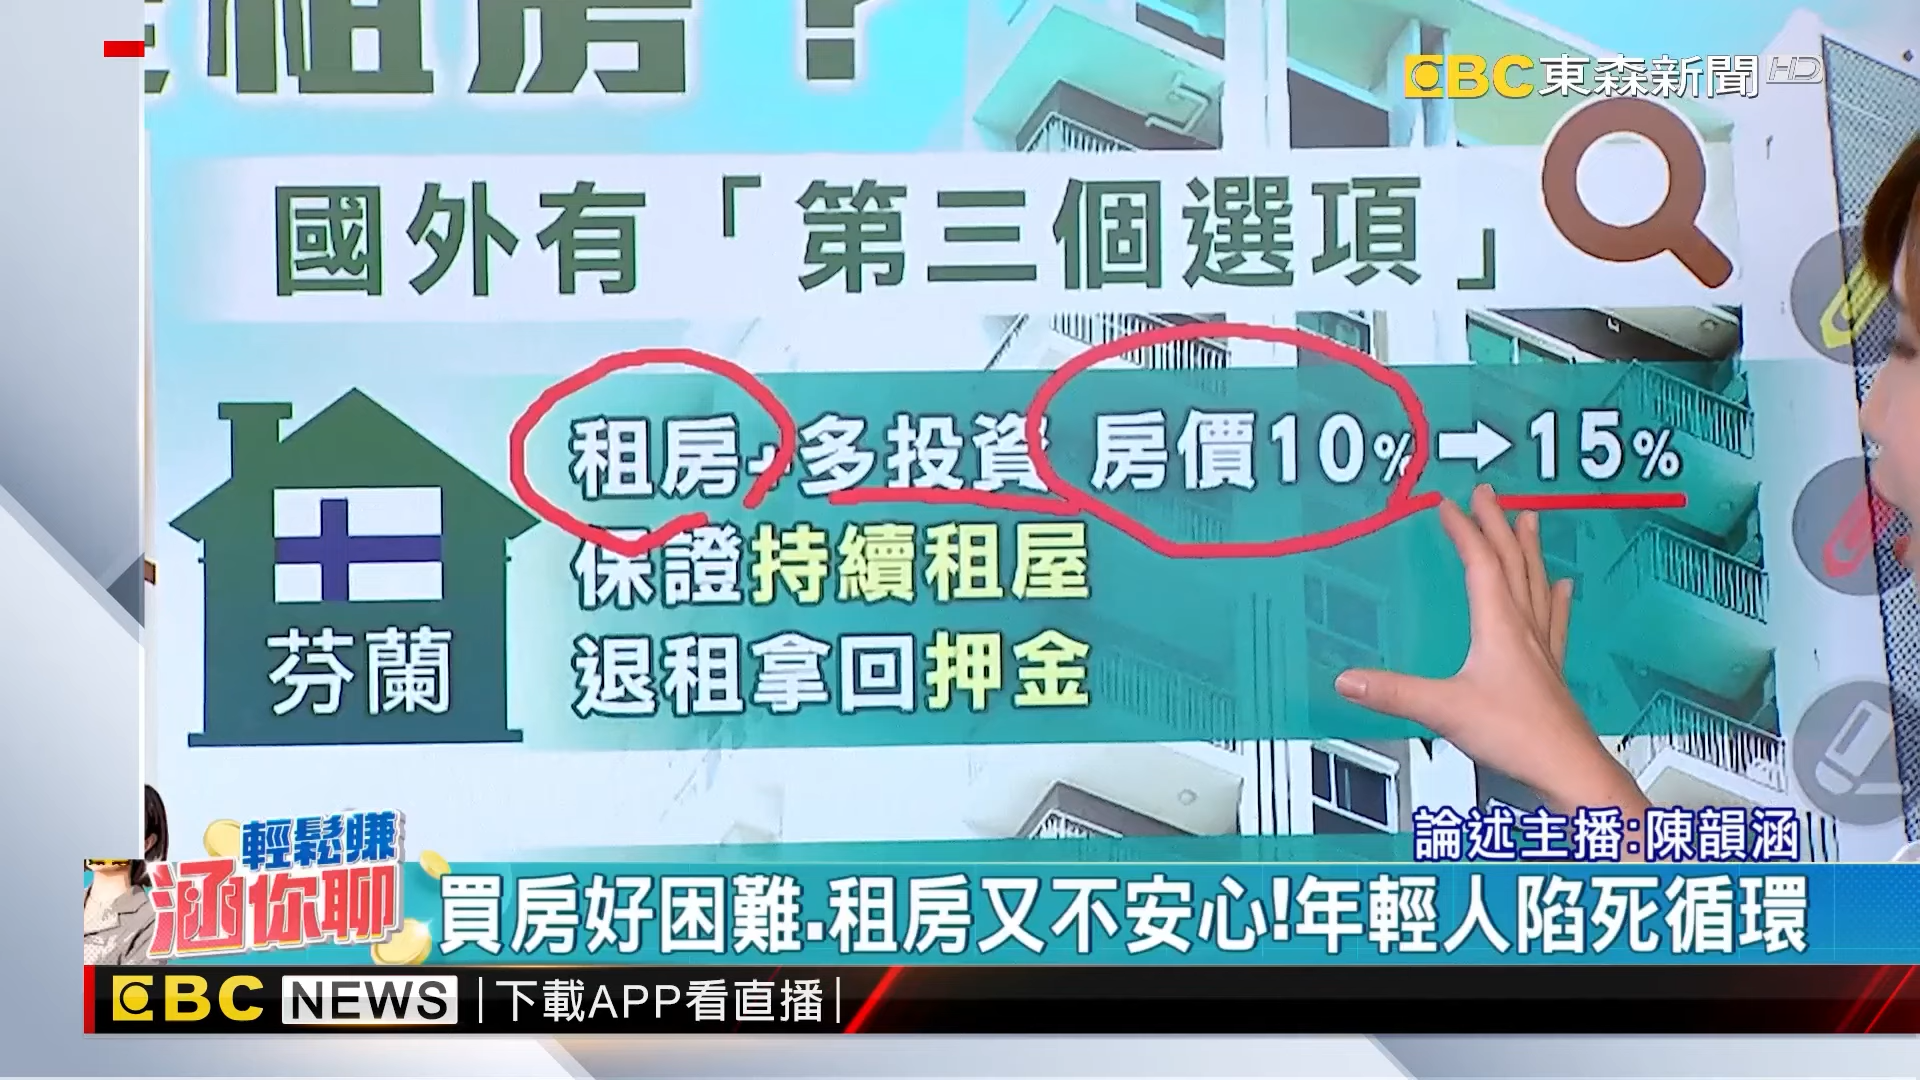 租房？
EBC東森新聞HD
國外有「第三個選項」
租房+多投資 房價10%→15%
保證持續租屋
退租拿回押金
芬蘭
論述主播:陳韻涵
輕鬆賺
涵你聊
買房好困難.租房又不安心!年輕人陷死循環
EBC NEWS |下載APP看直播|